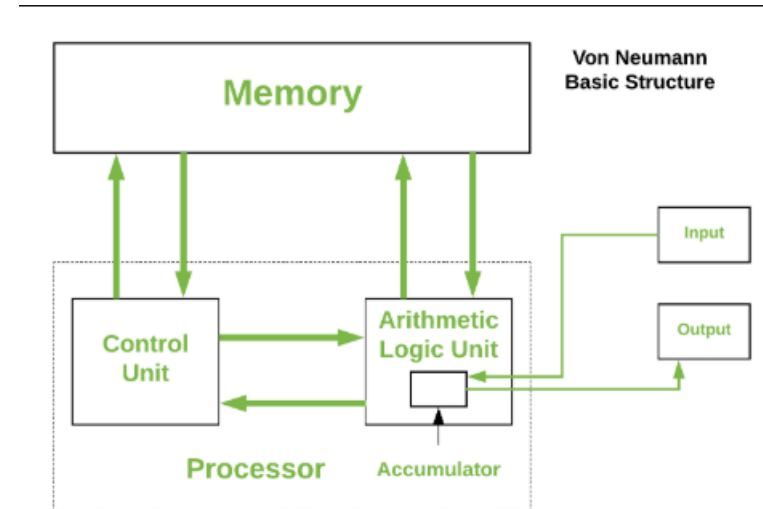 Von Neumann
Basic Structure
Memory
Input
Output
Control
Unit
Arithmetic
Logic Unit
Processor
Accumulator